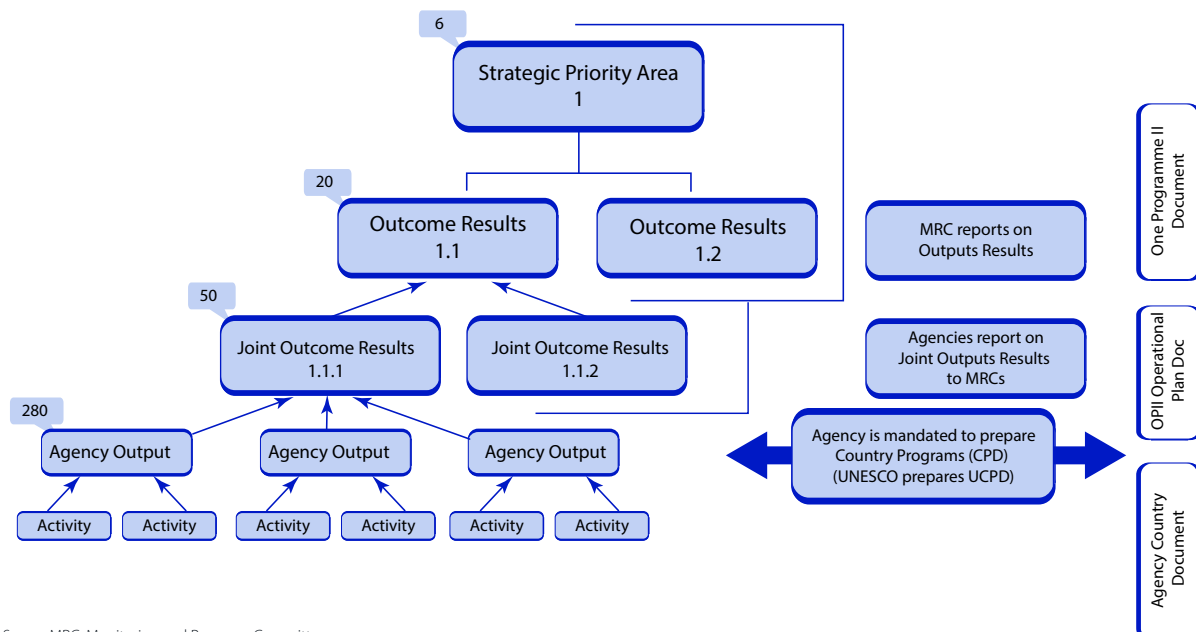 6
Strategic Priority Area
1
20
Outcome Results
1.1
Outcome Results
1.2
MRC reports on
Outputs Results
One Programme II
Document
50
Joint Outcome Results
1.1.1
Joint Outcome Results
1.1.2
Agencies report on
Joint Outputs Results
to MRCs
OPII Operational
Plan Doc
280
Agency Output
Agency Output
Agency Output
Agency is mandated to prepare
Country Programs (CPD)
(UNESCO prepares UCPD)
Activity
Activity
Activity
Activity
Activity
Activity
Agency Country
Document